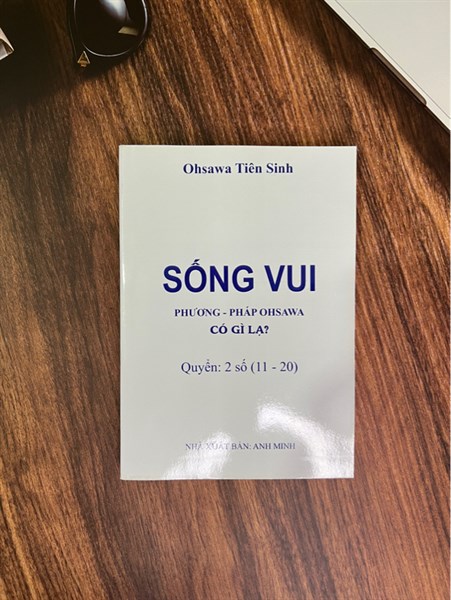 Ohsawa Tiên Sinh
SỐNG VUI
PHƯƠNG - PHÁP OHSAWA
CÓ GÌ LẠ?
Quyển: 2 số (11 - 20)
NHÀ XUẤT BẢN: ANH MINH